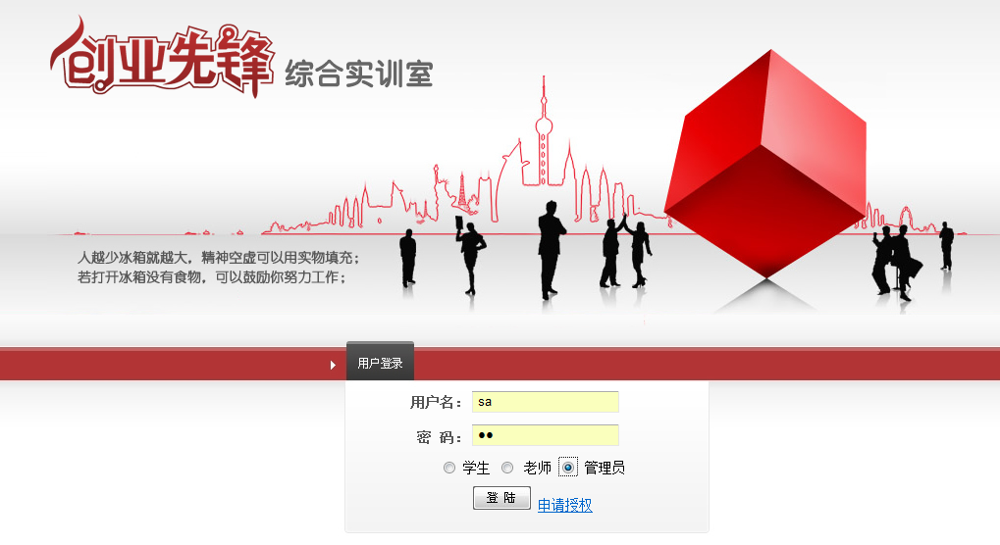 创业先锋 综合实训室
人越少冰箱就越大，精神空虚可以用实物填充；
若打开冰箱没有食物，可以鼓励你努力工作；
用户登录
用户名： sa
密 码： ●●
学生 老师 管理员
登 陆 申请授权